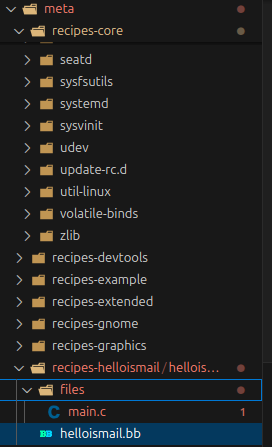 meta
recipes-core
seatd
sysfsutils
systemd
sysvinit
udev
update-rc.d
util-linux
volatile-binds
zlib
recipes-devtools
recipes-example
recipes-extended
recipes-gnome
recipes-graphics
recipes-helloismail / hellois...
files
C main.c 1
BB helloismail.bb